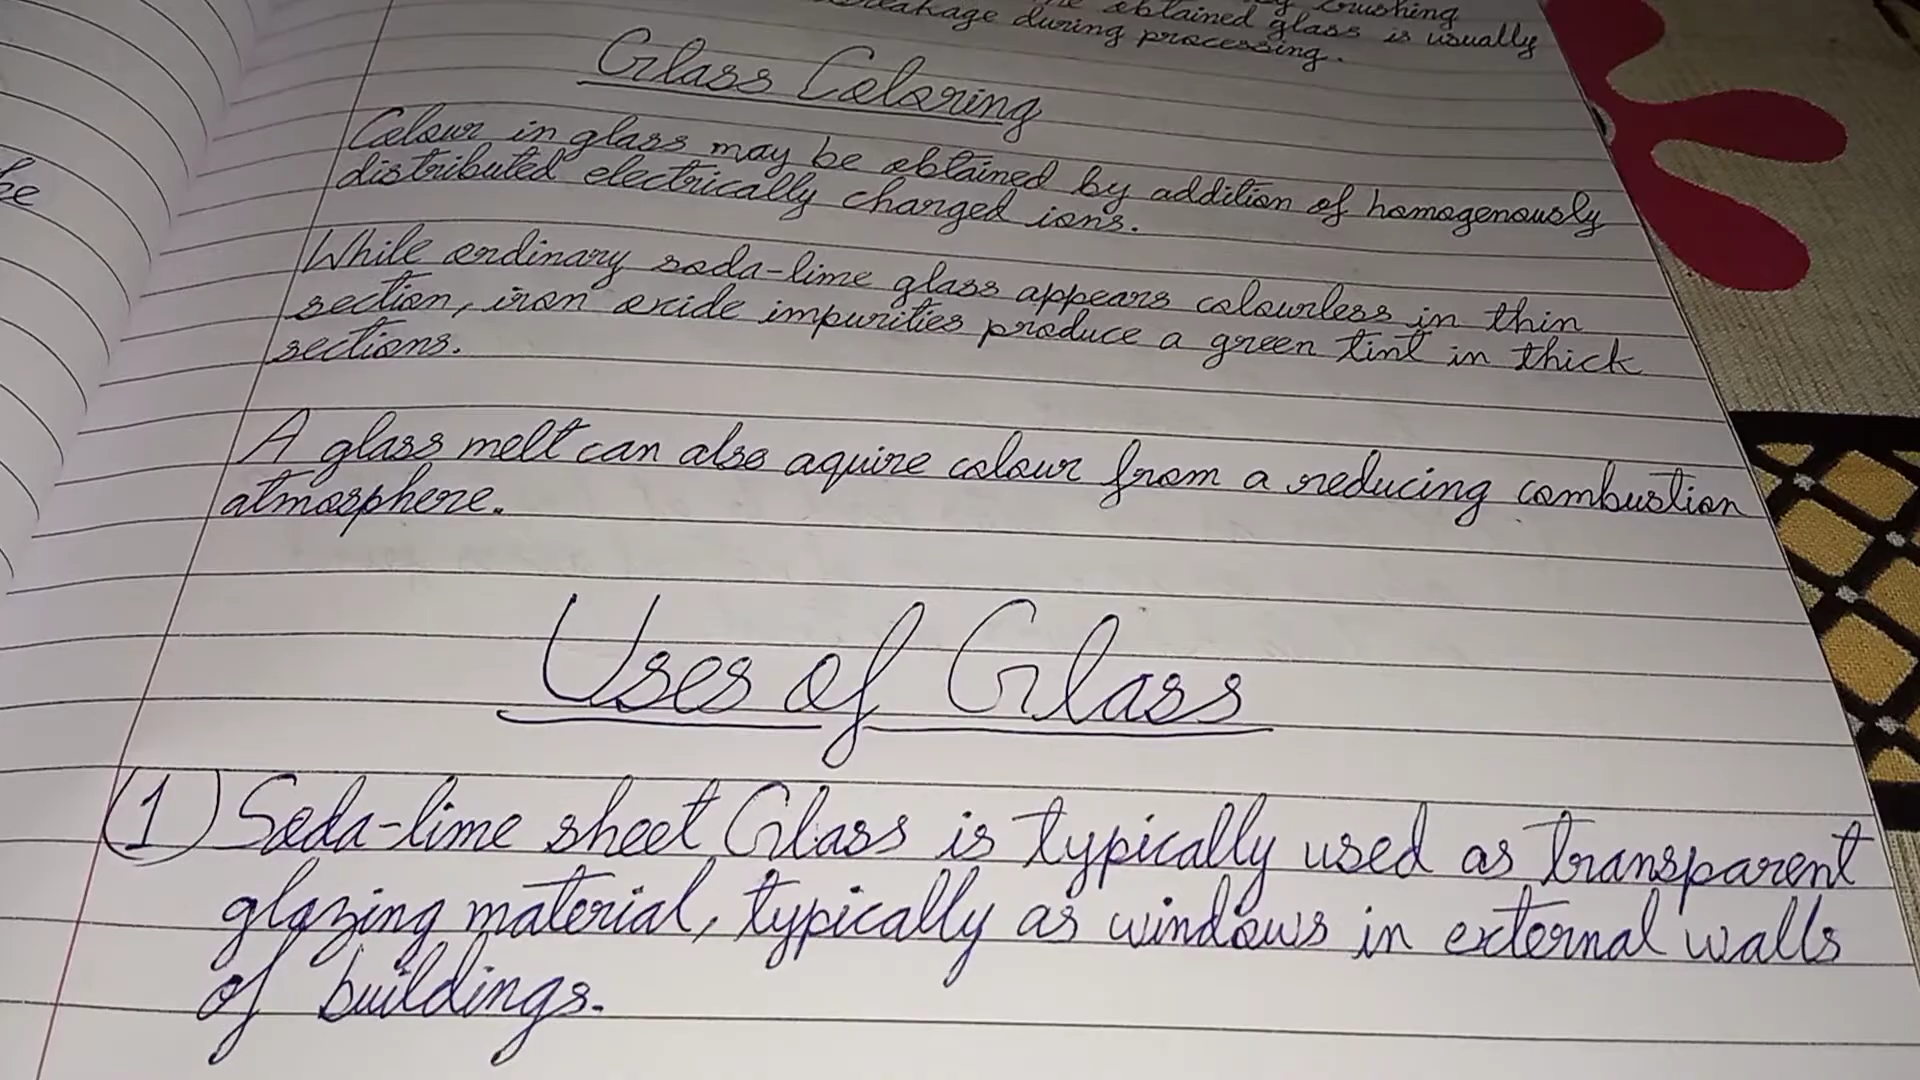 crushing
obtained glass is usually
breakage during processing.
Glass Coloring
Colour in glass may be obtained by addition of homogenously
distributed electrically charged ions.
While ordinary soda-lime glass appears colourless in thin
section, iron oxide impurities produce a green tint in thick
sections.
A glass melt can also aquire colour from a reducing combustion
atmosphere.
Uses of Glass
(1) Soda-lime sheet Glass is typically used as transparent
glazing material, typically as windows in external walls
of buildings.
be